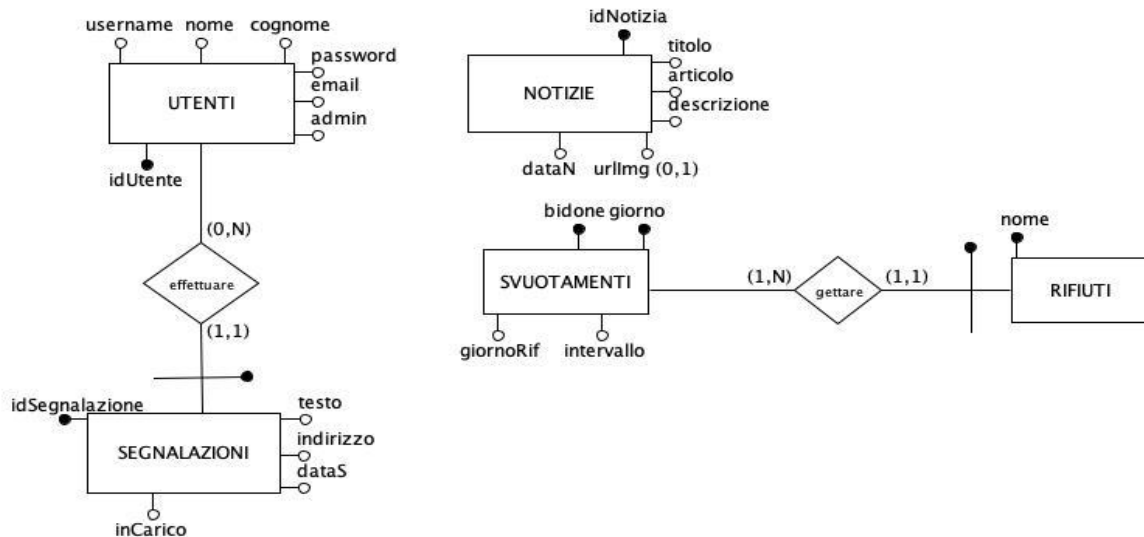 username nome cognome
password
email
admin
UTENTI
idUtente
(0,N)
effettuare
(1,1)
idSegnalazione
testo
indirizzo
dataS
SEGNALAZIONI
inCarico
idNotizia
titolo
articolo
descrizione
NOTIZIE
dataN urlImg (0,1)
bidone giorno
SVUOTAMENTI
giornoRif intervallo
(1,N)
gettare
(1,1)
nome
RIFIUTI